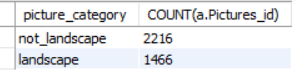 picture_category COUNT(a.Pictures_id)
not_landscape 2216
landscape 1466